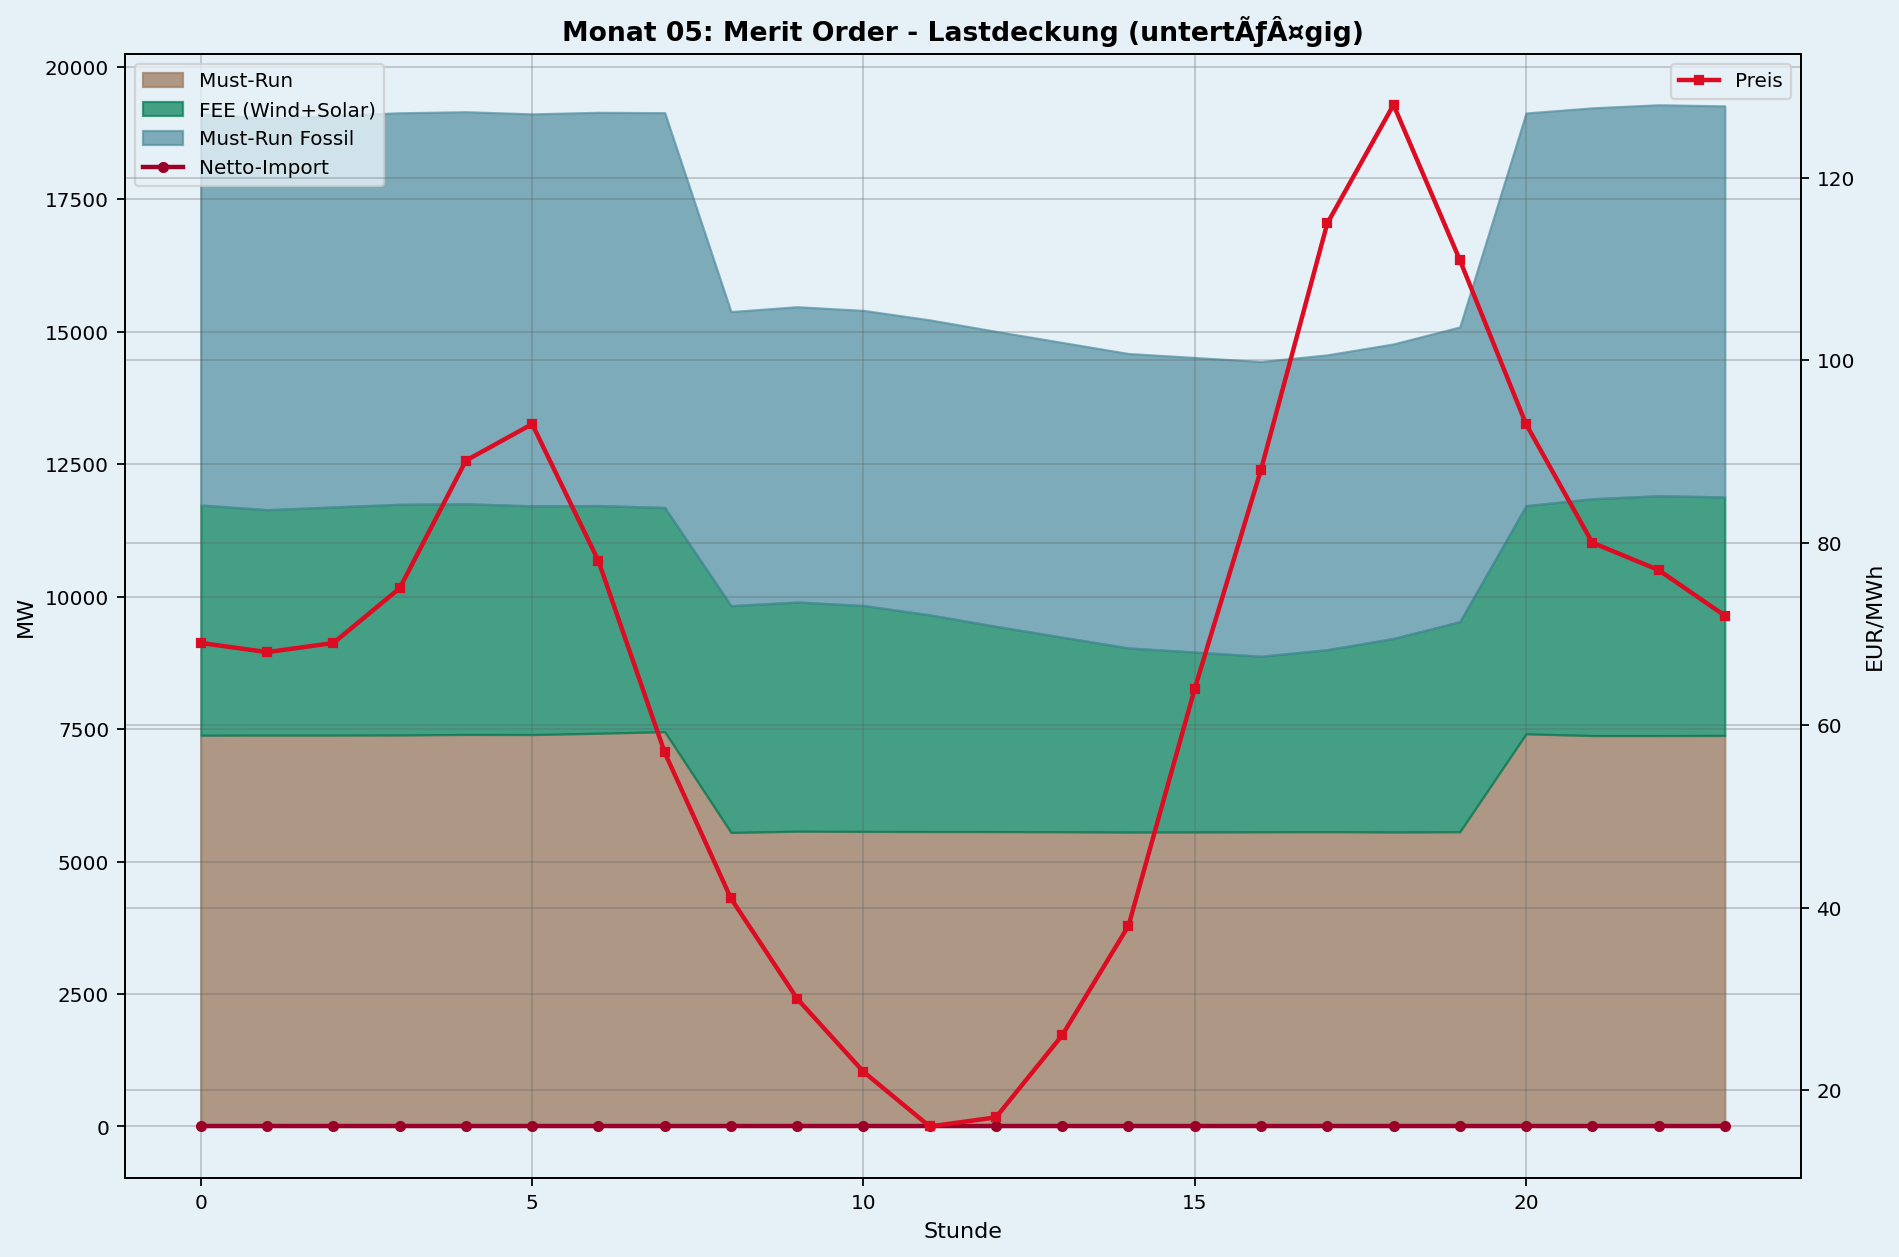 Monat 05: Merit Order - Lastdeckung (untertÃƒÂ¤gig)
Must-Run
FEE (Wind+Solar)
Must-Run Fossil
Netto-Import
Preis
20000
17500
15000
12500
10000
7500
5000
2500
0
MW
120
100
80
60
40
20
EUR/MWh
0
5
10
15
20
Stunde